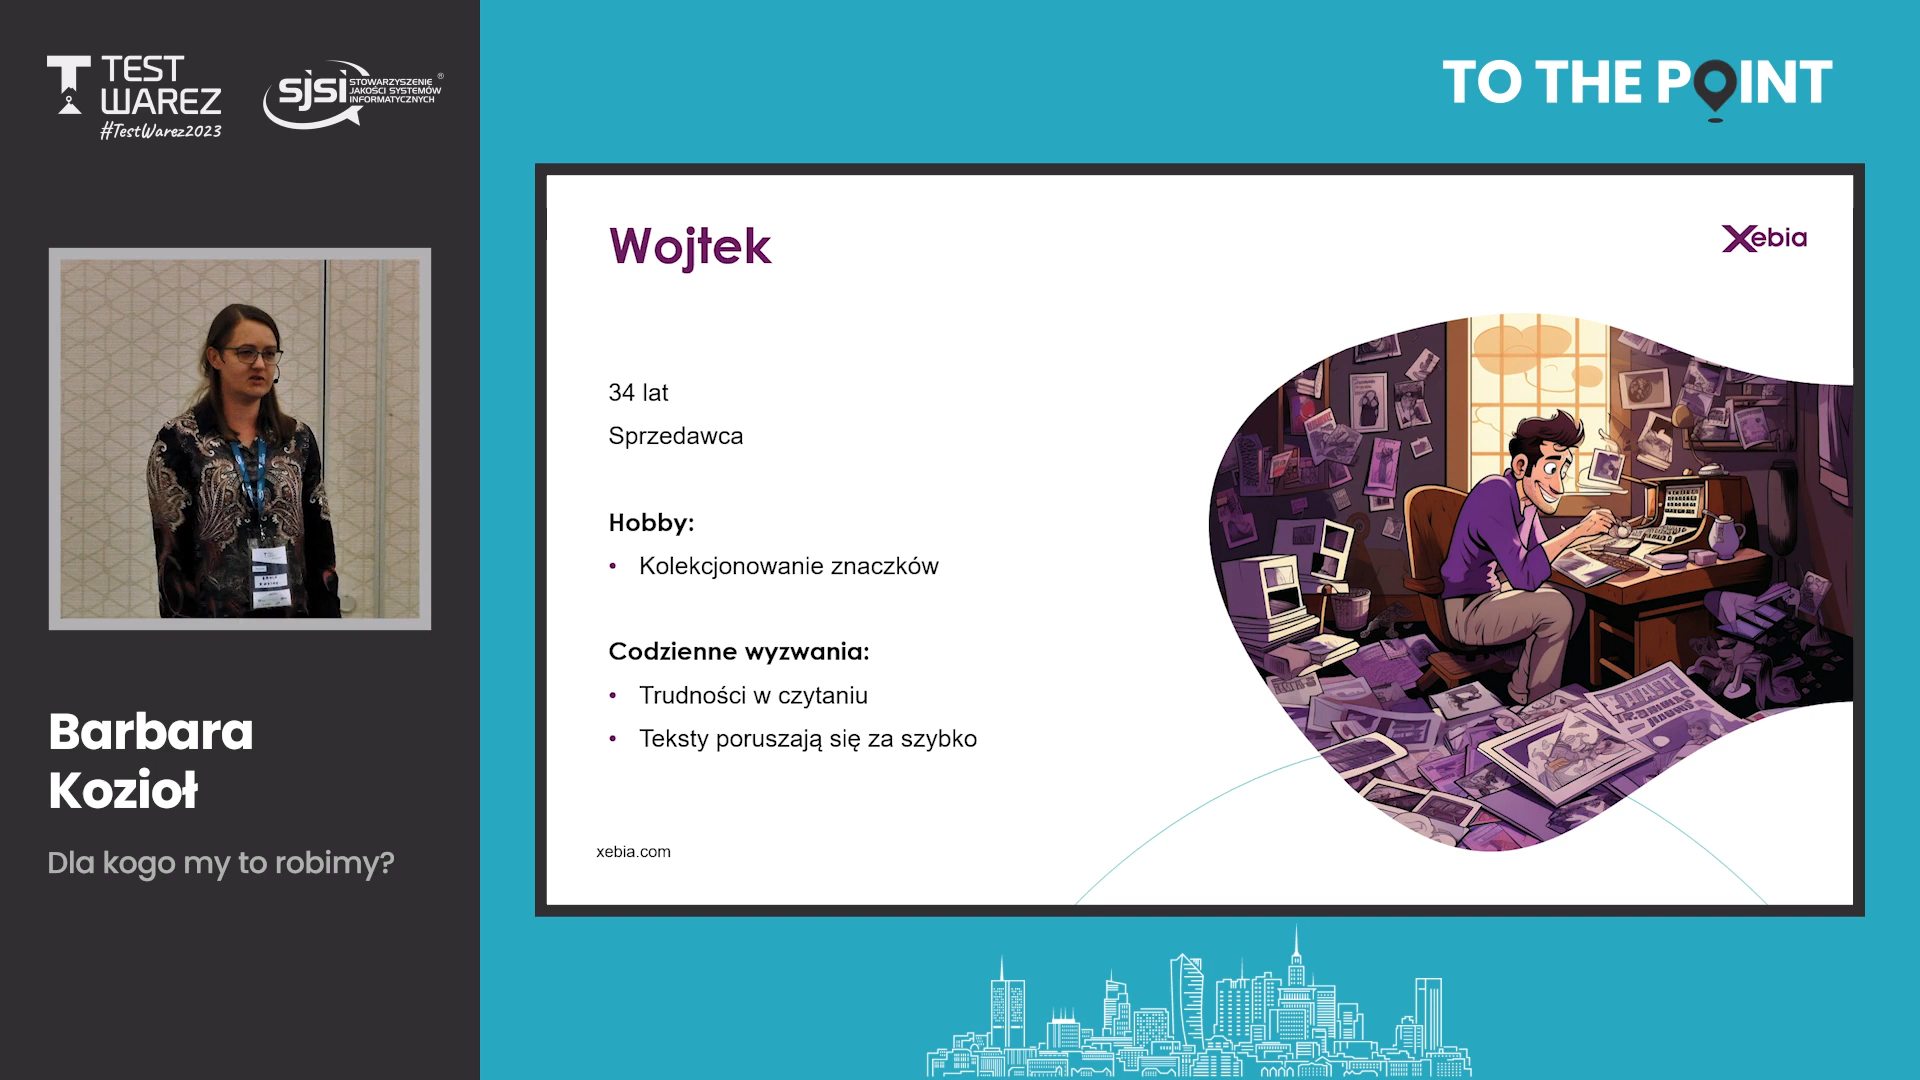 TEST
WAREZ
#TestWarez2023
sjsi
STOWARZYSZENIE
JAKOŚCI SYSTEMÓW
INFORMATYCZNYCH
®
TO THE POINT
Wojtek
Xebia
34 lat
Sprzedawca
Hobby:
• Kolekcjonowanie znaczków
Codzienne wyzwania:
• Trudności w czytaniu
• Teksty poruszają się za szybko
xebia.com
Barbara
Kozioł
Dla kogo my to robimy?